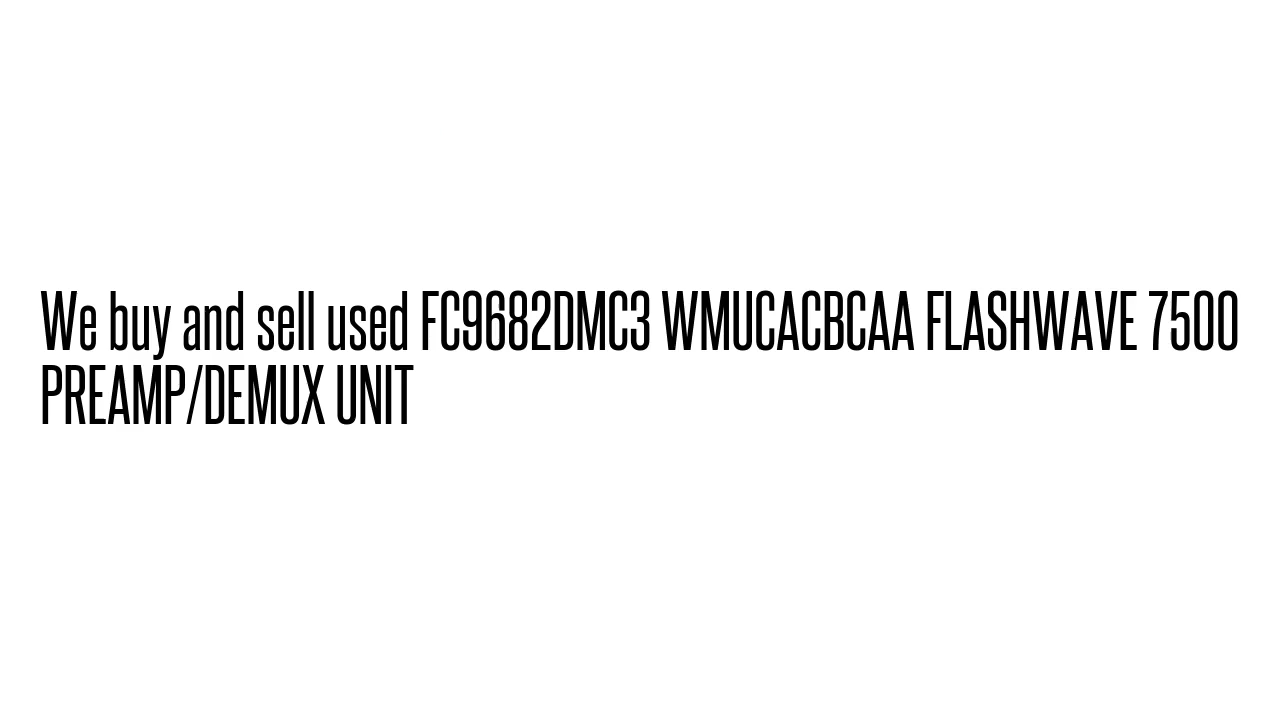 We buy and sell used FC9682DMC3 WMUCACBCAA FLASHWAVE 7500
PREAMP/DEMUX UNIT